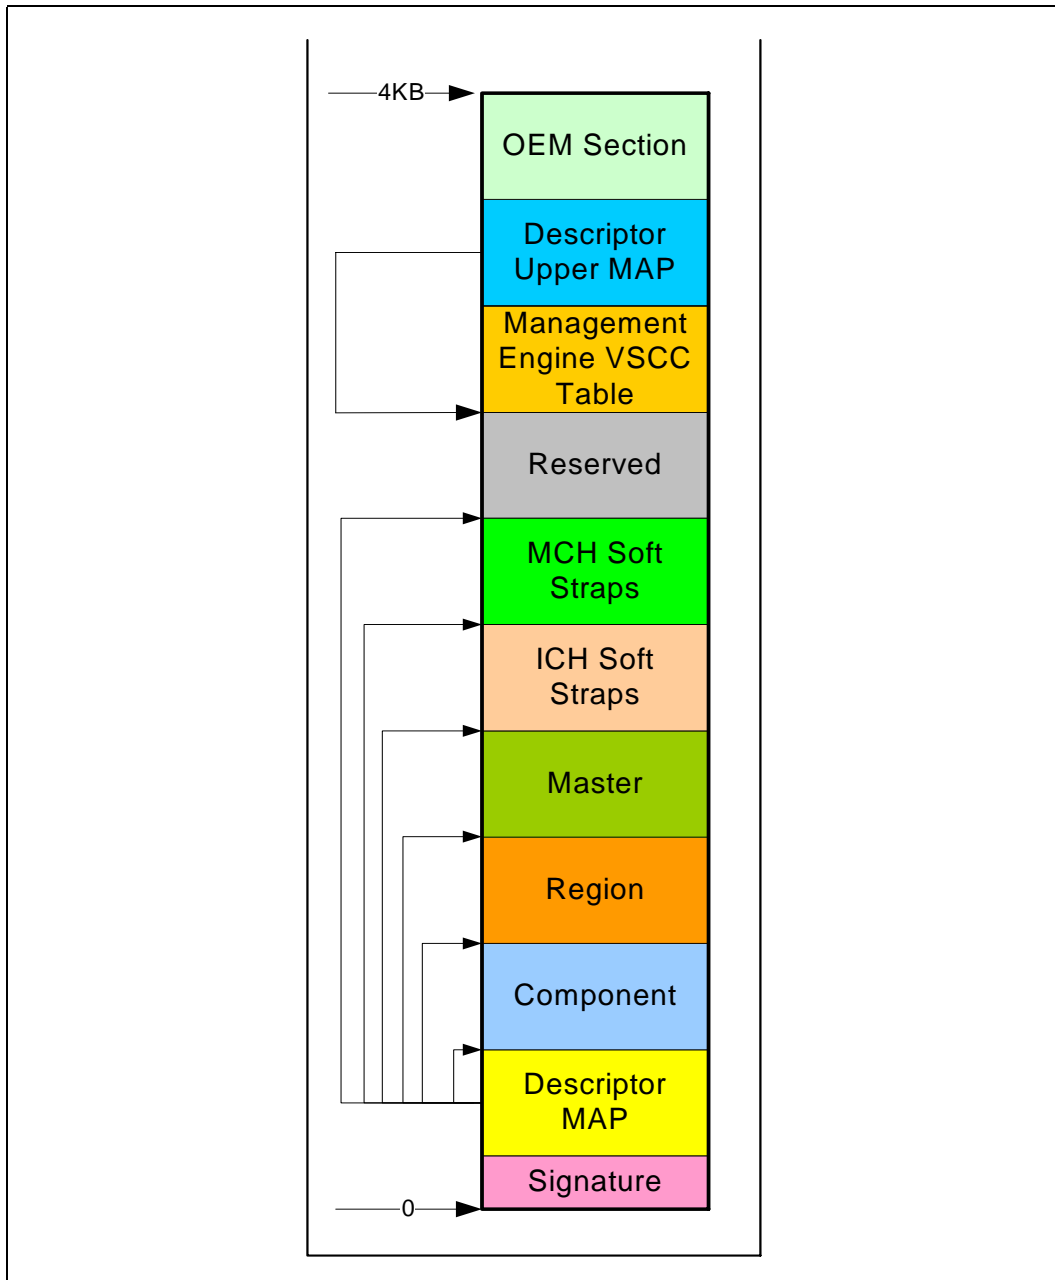 4KB
OEM Section
Descriptor
Upper MAP
Management
Engine VSCC
Table
Reserved
MCH Soft
Straps
ICH Soft
Straps
Master
Region
Component
Descriptor
MAP
Signature
0